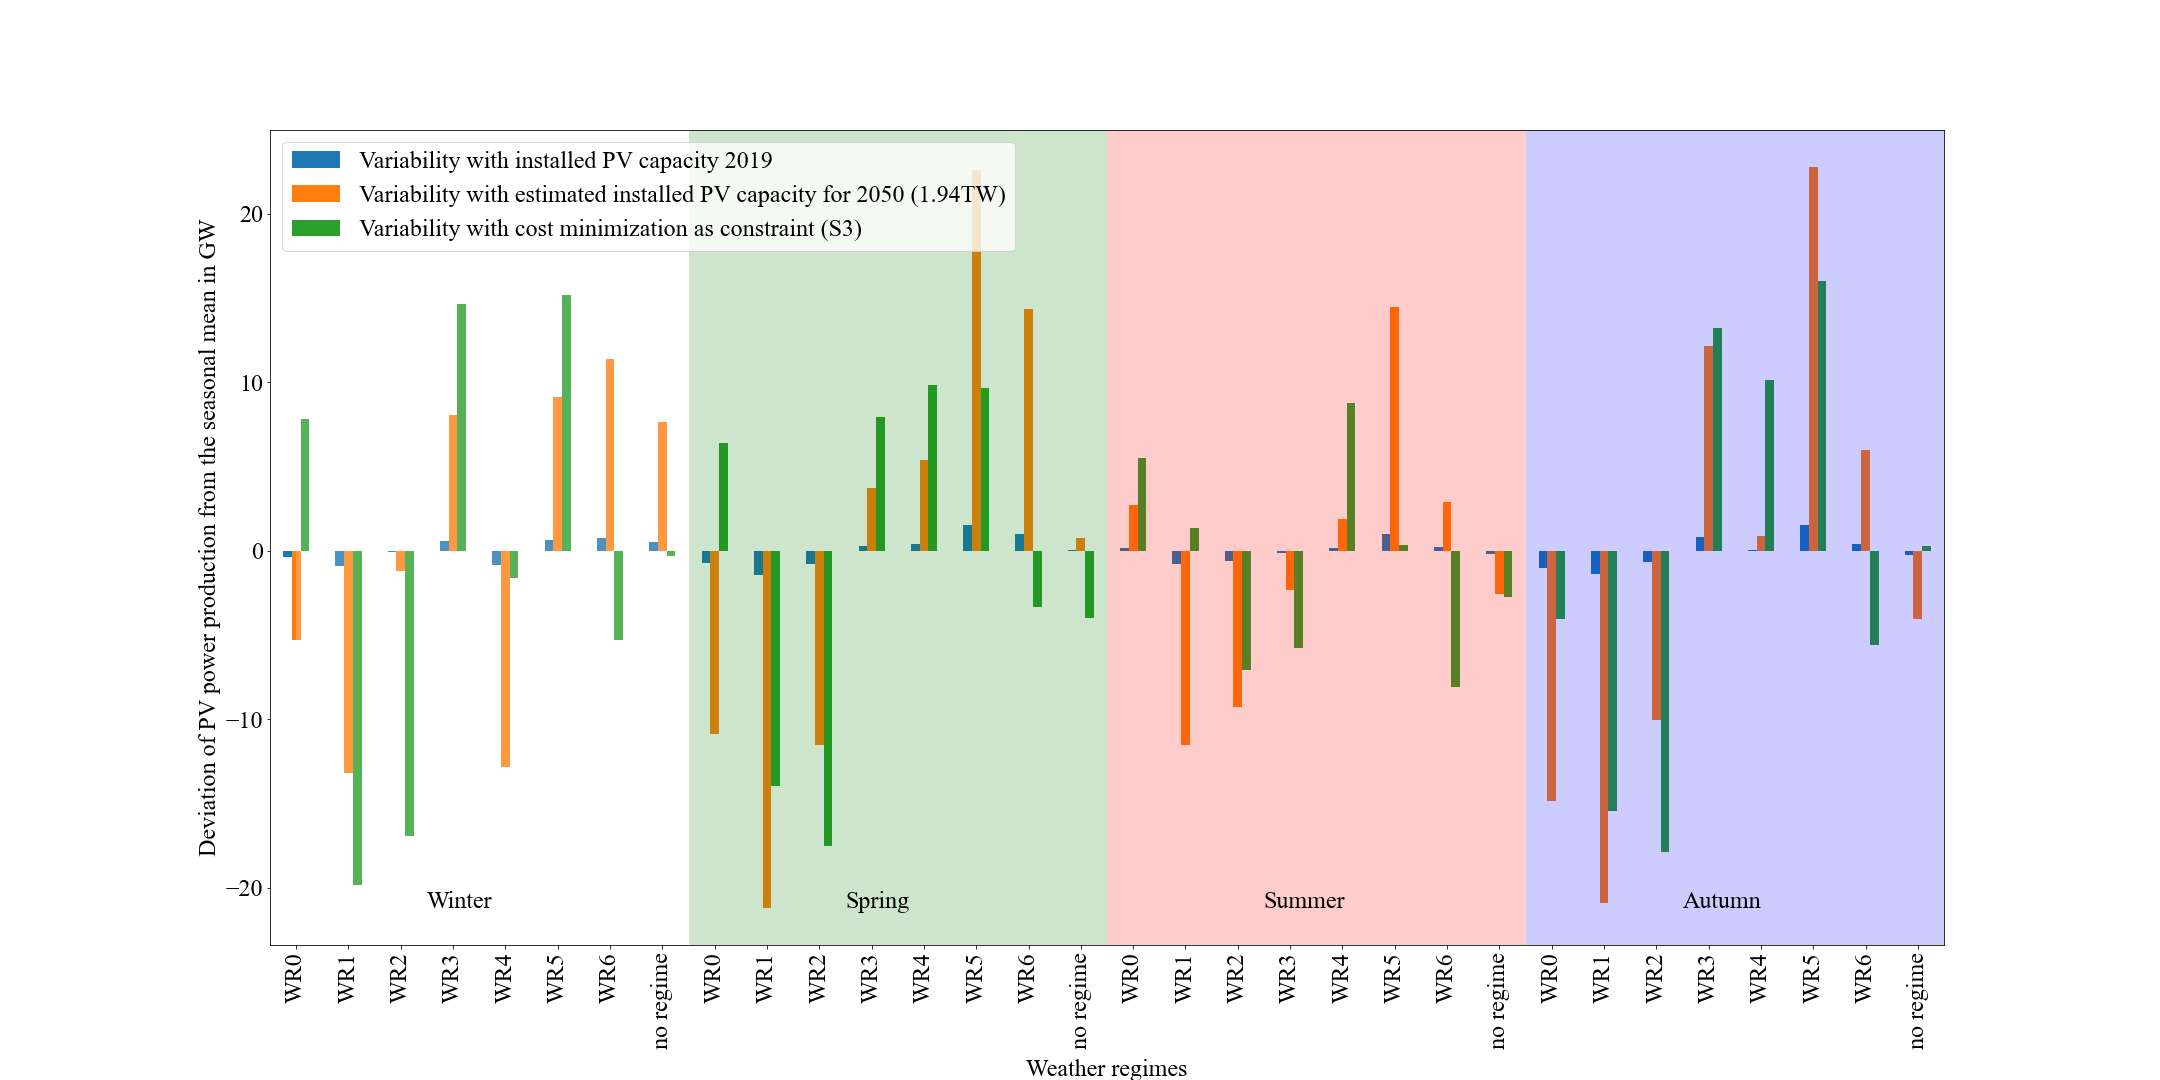 Variability with installed PV capacity 2019
Variability with estimated installed PV capacity for 2050 (1.94TW)
Variability with cost minimization as constraint (S3)
Deviation of PV power production from the seasonal mean in GW
20
10
0
−10
−20
Winter
Spring
Summer
Autumn
WR0
WR1
WR2
WR3
WR4
WR5
WR6
no regime
WR0
WR1
WR2
WR3
WR4
WR5
WR6
no regime
WR0
WR1
WR2
WR3
WR4
WR5
WR6
no regime
WR0
WR1
WR2
WR3
WR4
WR5
WR6
no regime
Weather regimes